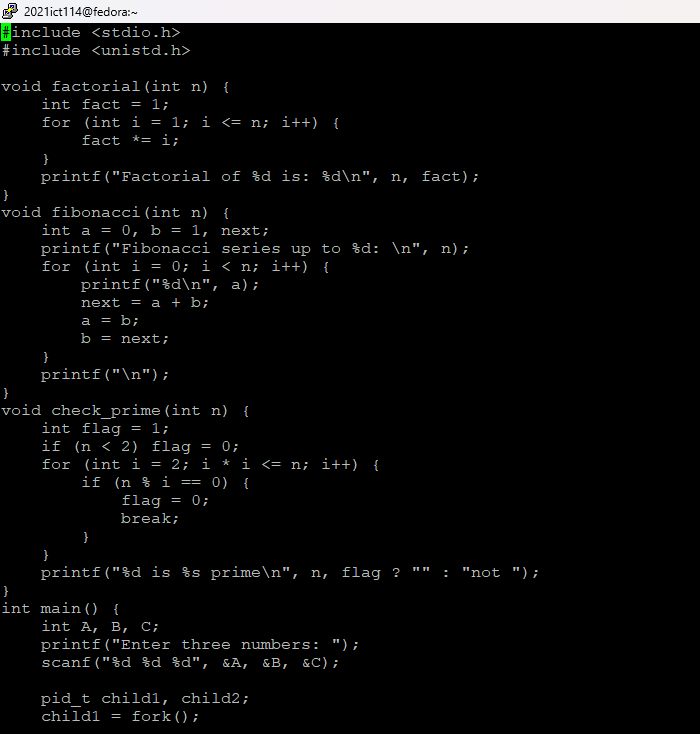 2021ict114@fedora:~
#include <stdio.h>
#include <unistd.h>

void factorial(int n) {
    int fact = 1;
    for (int i = 1; i <= n; i++) {
        fact *= i;
    }
    printf("Factorial of %d is: %d\n", n, fact);
}
void fibonacci(int n) {
    int a = 0, b = 1, next;
    printf("Fibonacci series up to %d: \n", n);
    for (int i = 0; i < n; i++) {
        printf("%d\n", a);
        next = a + b;
        a = b;
        b = next;
    }
    printf("\n");
}
void check_prime(int n) {
    int flag = 1;
    if (n < 2) flag = 0;
    for (int i = 2; i * i <= n; i++) {
        if (n % i == 0) {
            flag = 0;
            break;
        }
    }
    printf("%d is %s prime\n", n, flag ? "" : "not ");
}
int main() {
    int A, B, C;
    printf("Enter three numbers: ");
    scanf("%d %d %d", &A, &B, &C);

    pid_t child1, child2;
    child1 = fork();